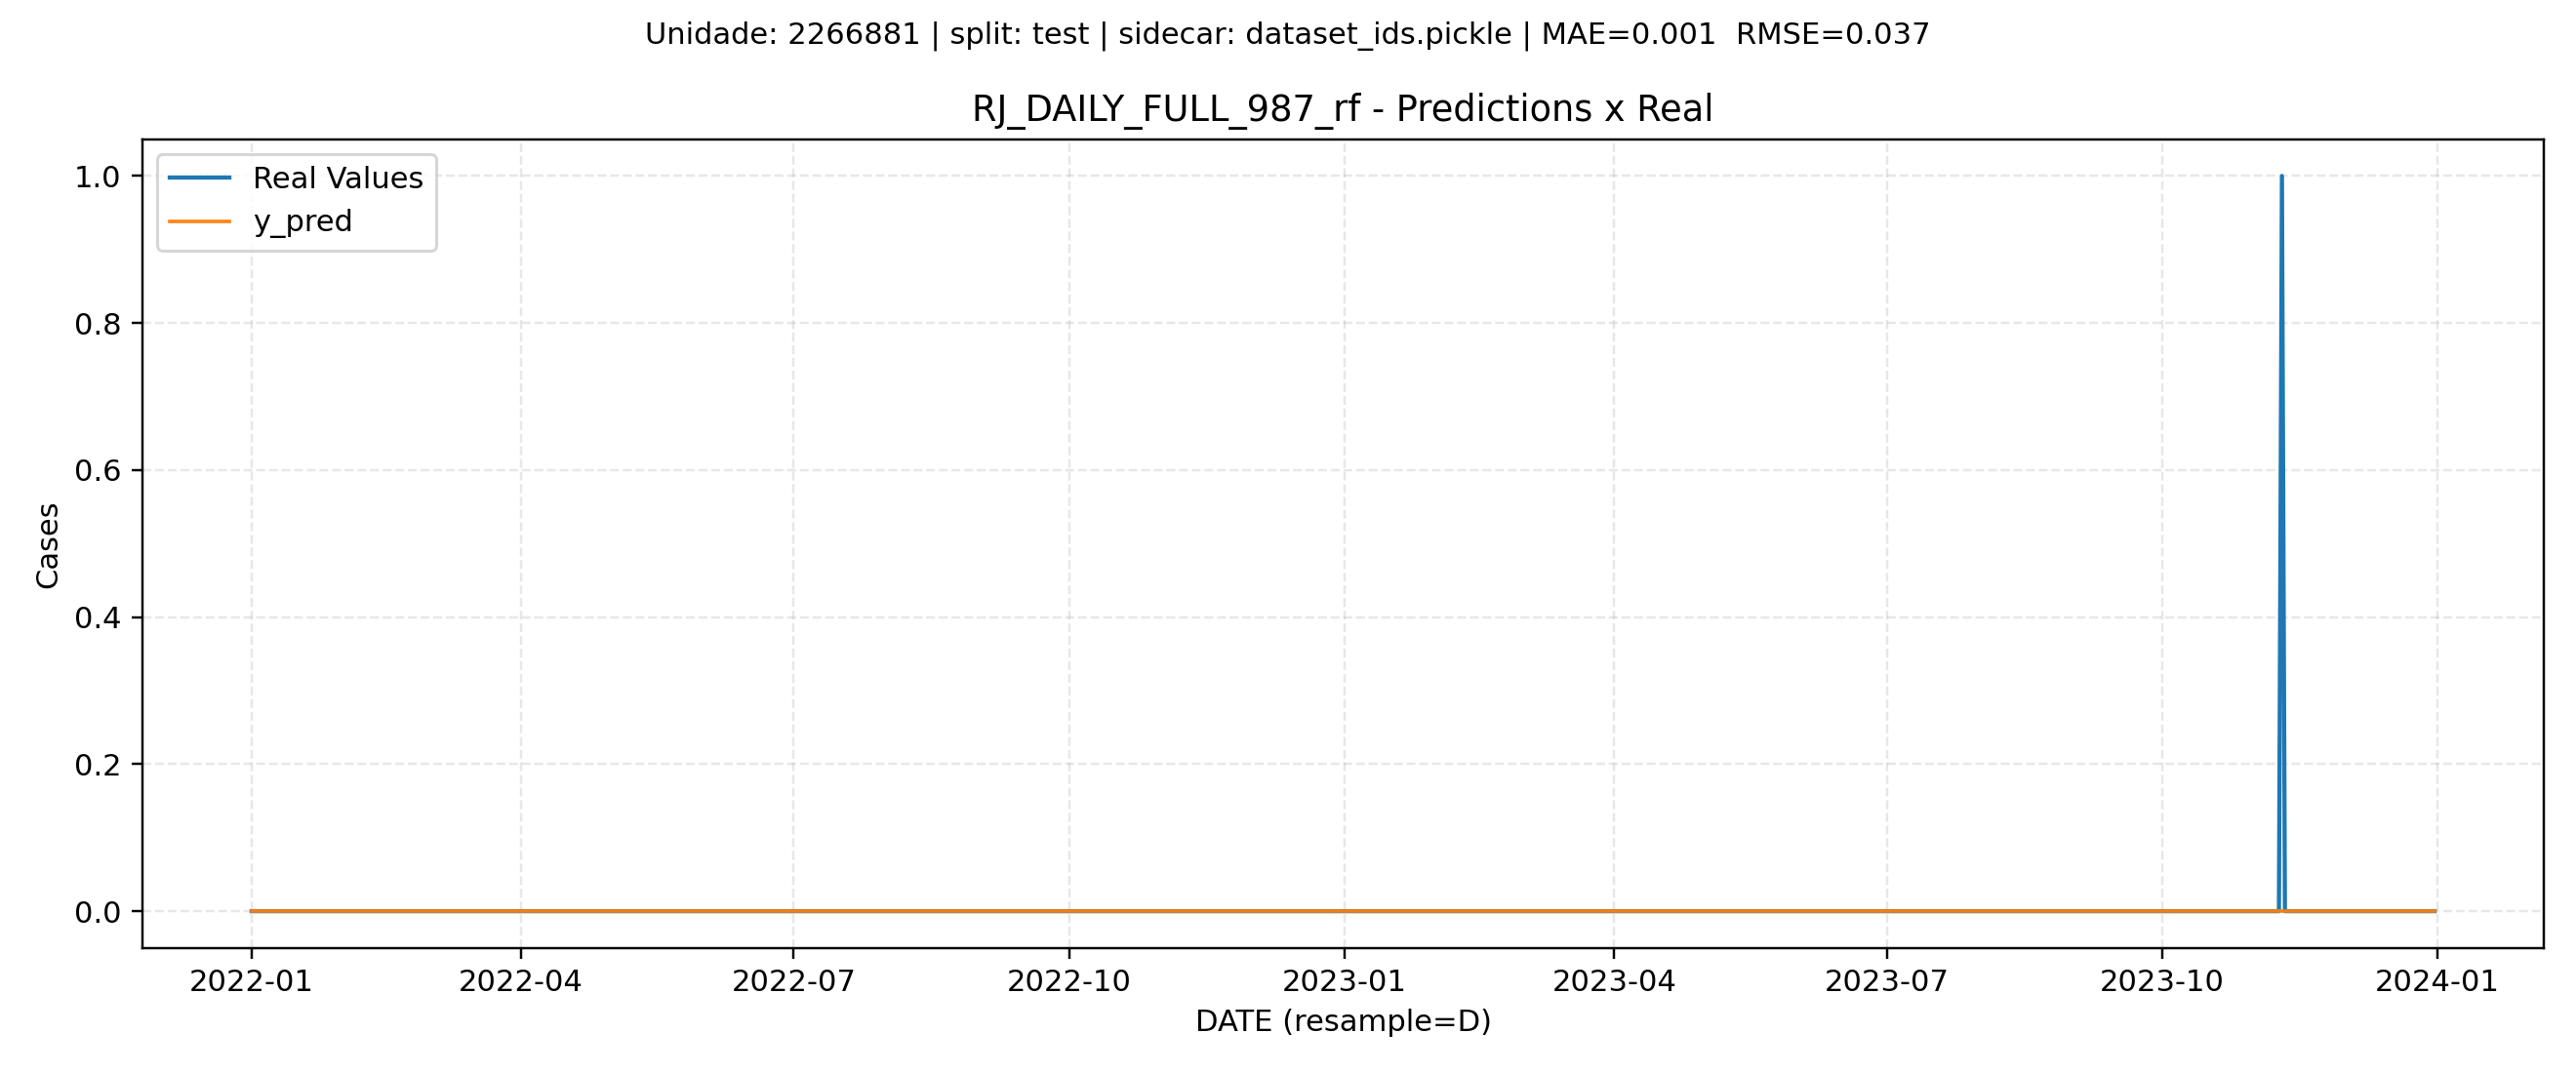 Unidade: 2266881 | split: test | sidecar: dataset_ids.pickle | MAE=0.001  RMSE=0.037
RJ_DAILY_FULL_987_rf - Predictions x Real
Real Values
y_pred
1.0
0.8
0.6
0.4
0.2
0.0
Cases
2022-01 2022-04 2022-07 2022-10 2023-01 2023-04 2023-07 2023-10 2024-01
DATE (resample=D)